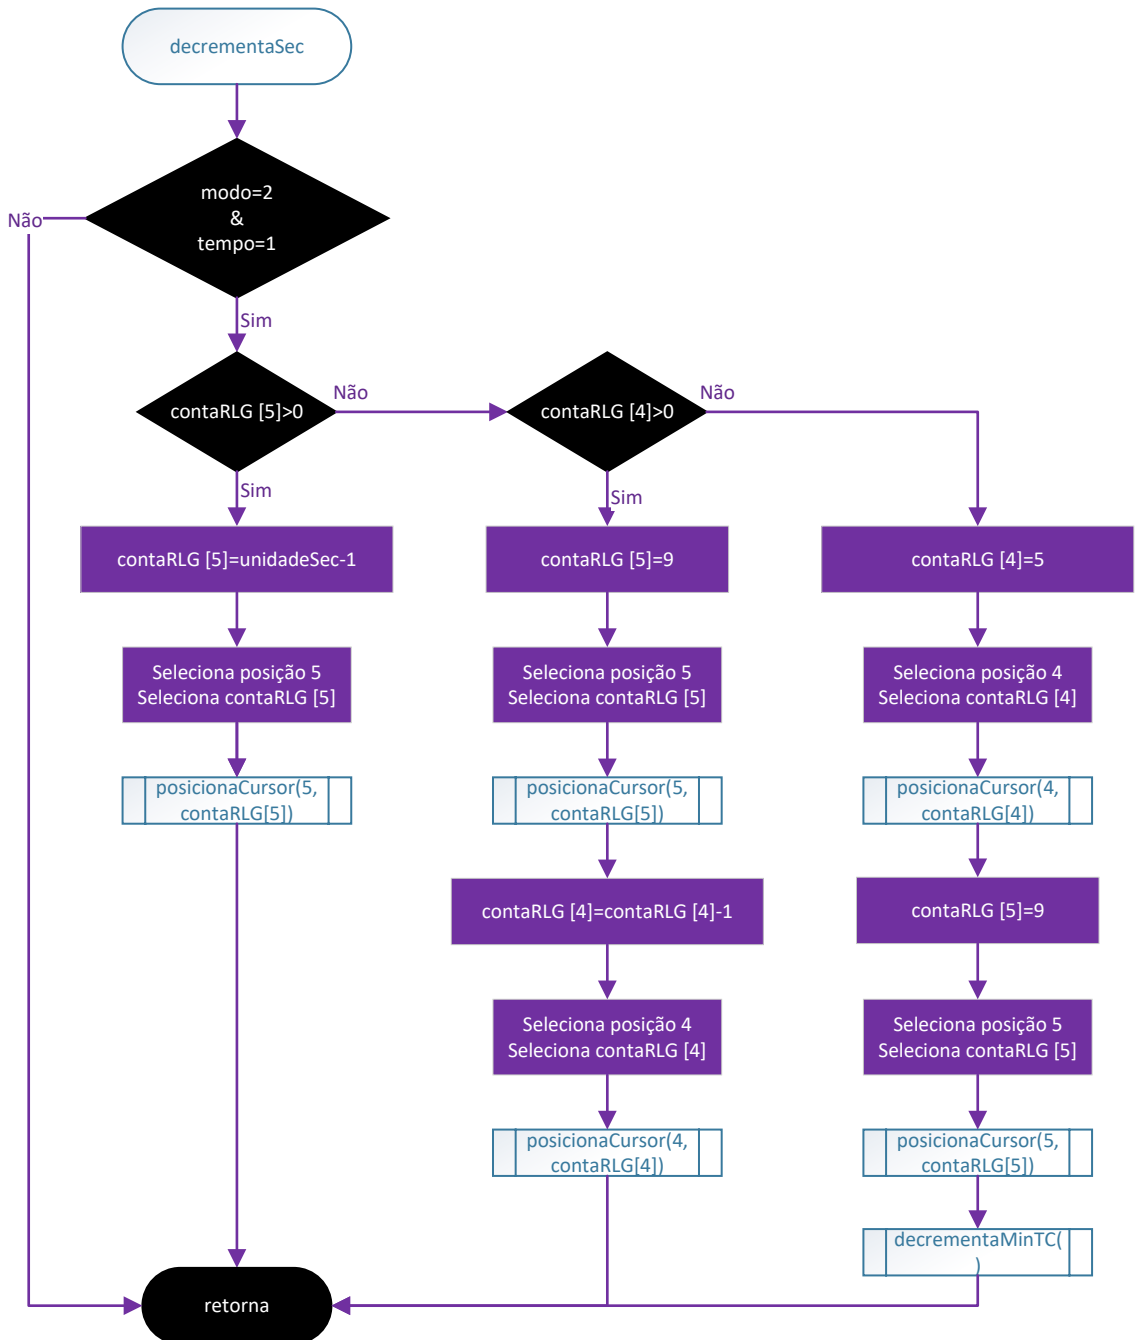 decrementaSec
modo=2
&
tempo=1
Não
Sim
contaRLG [5]>0
Não
contaRLG [4]>0
Não
Sim
Sim
contaRLG [5]=unidadeSec-1
contaRLG [5]=9
contaRLG [4]=5
Seleciona posição 5
Seleciona contaRLG [5]
Seleciona posição 5
Seleciona contaRLG [5]
Seleciona posição 4
Seleciona contaRLG [4]
posicionaCursor(5,
contaRLG[5])
posicionaCursor(5,
contaRLG[5])
posicionaCursor(4,
contaRLG[4])
contaRLG [4]=contaRLG [4]-1
contaRLG [5]=9
Seleciona posição 4
Seleciona contaRLG [4]
Seleciona posição 5
Seleciona contaRLG [5]
posicionaCursor(4,
contaRLG[4])
posicionaCursor(5,
contaRLG[5])
decrementaMinTC(
)
retorna